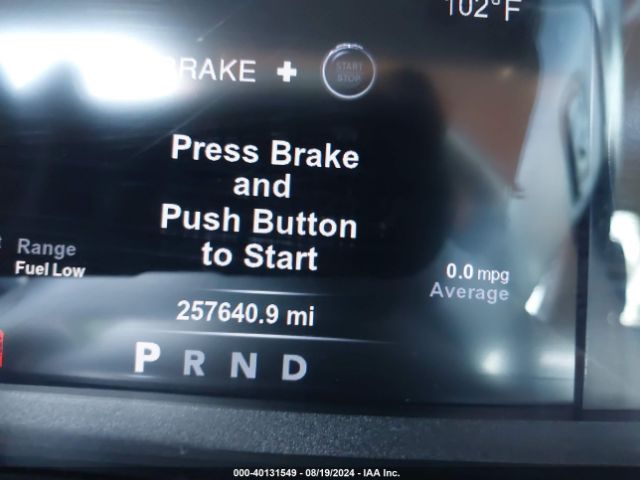 102°F
BRAKE +
START
STOP
Press Brake
and
Push Button
to Start
Range
Fuel Low
0.0 mpg
Average
257640.9 mi
P R N D
000-40131549 - 08/19/2024 - IAA Inc.